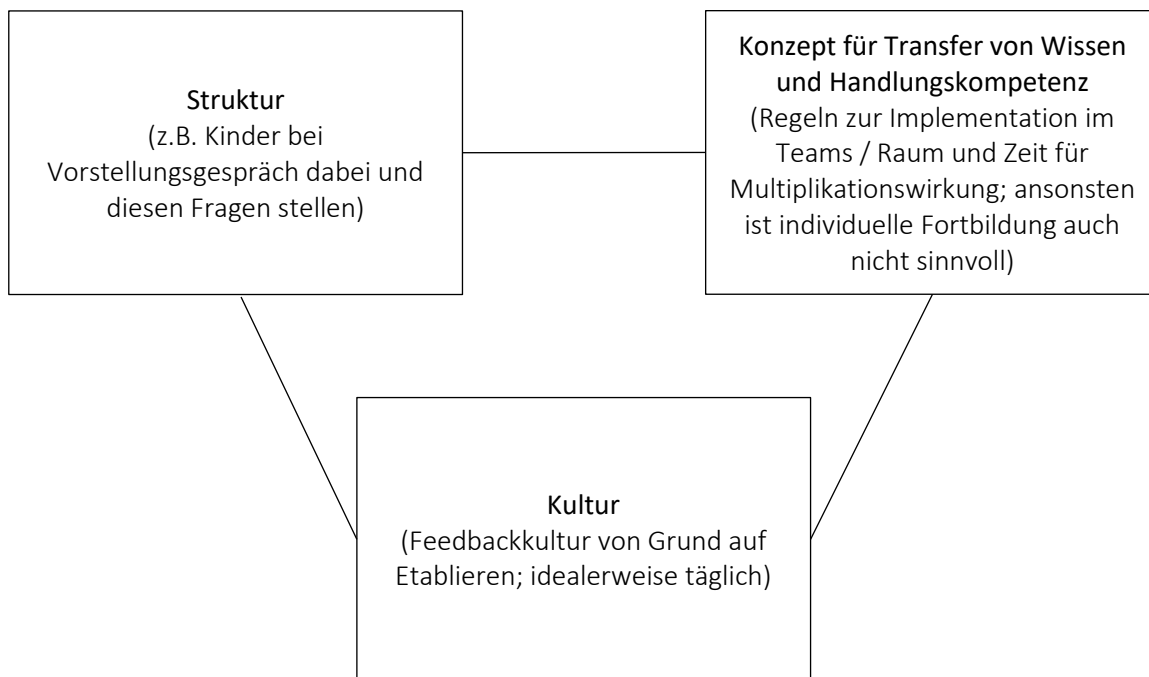 Struktur
(z.B. Kinder bei
Vorstellungsgespräch dabei und
diesen Fragen stellen)
Konzept für Transfer von Wissen
und Handlungskompetenz
(Regeln zur Implementation im
Teams / Raum und Zeit für
Multiplikationswirkung; ansonsten
ist individuelle Fortbildung auch
nicht sinnvoll)
Kultur
(Feedbackkultur von Grund auf
Etablieren; idealerweise täglich)